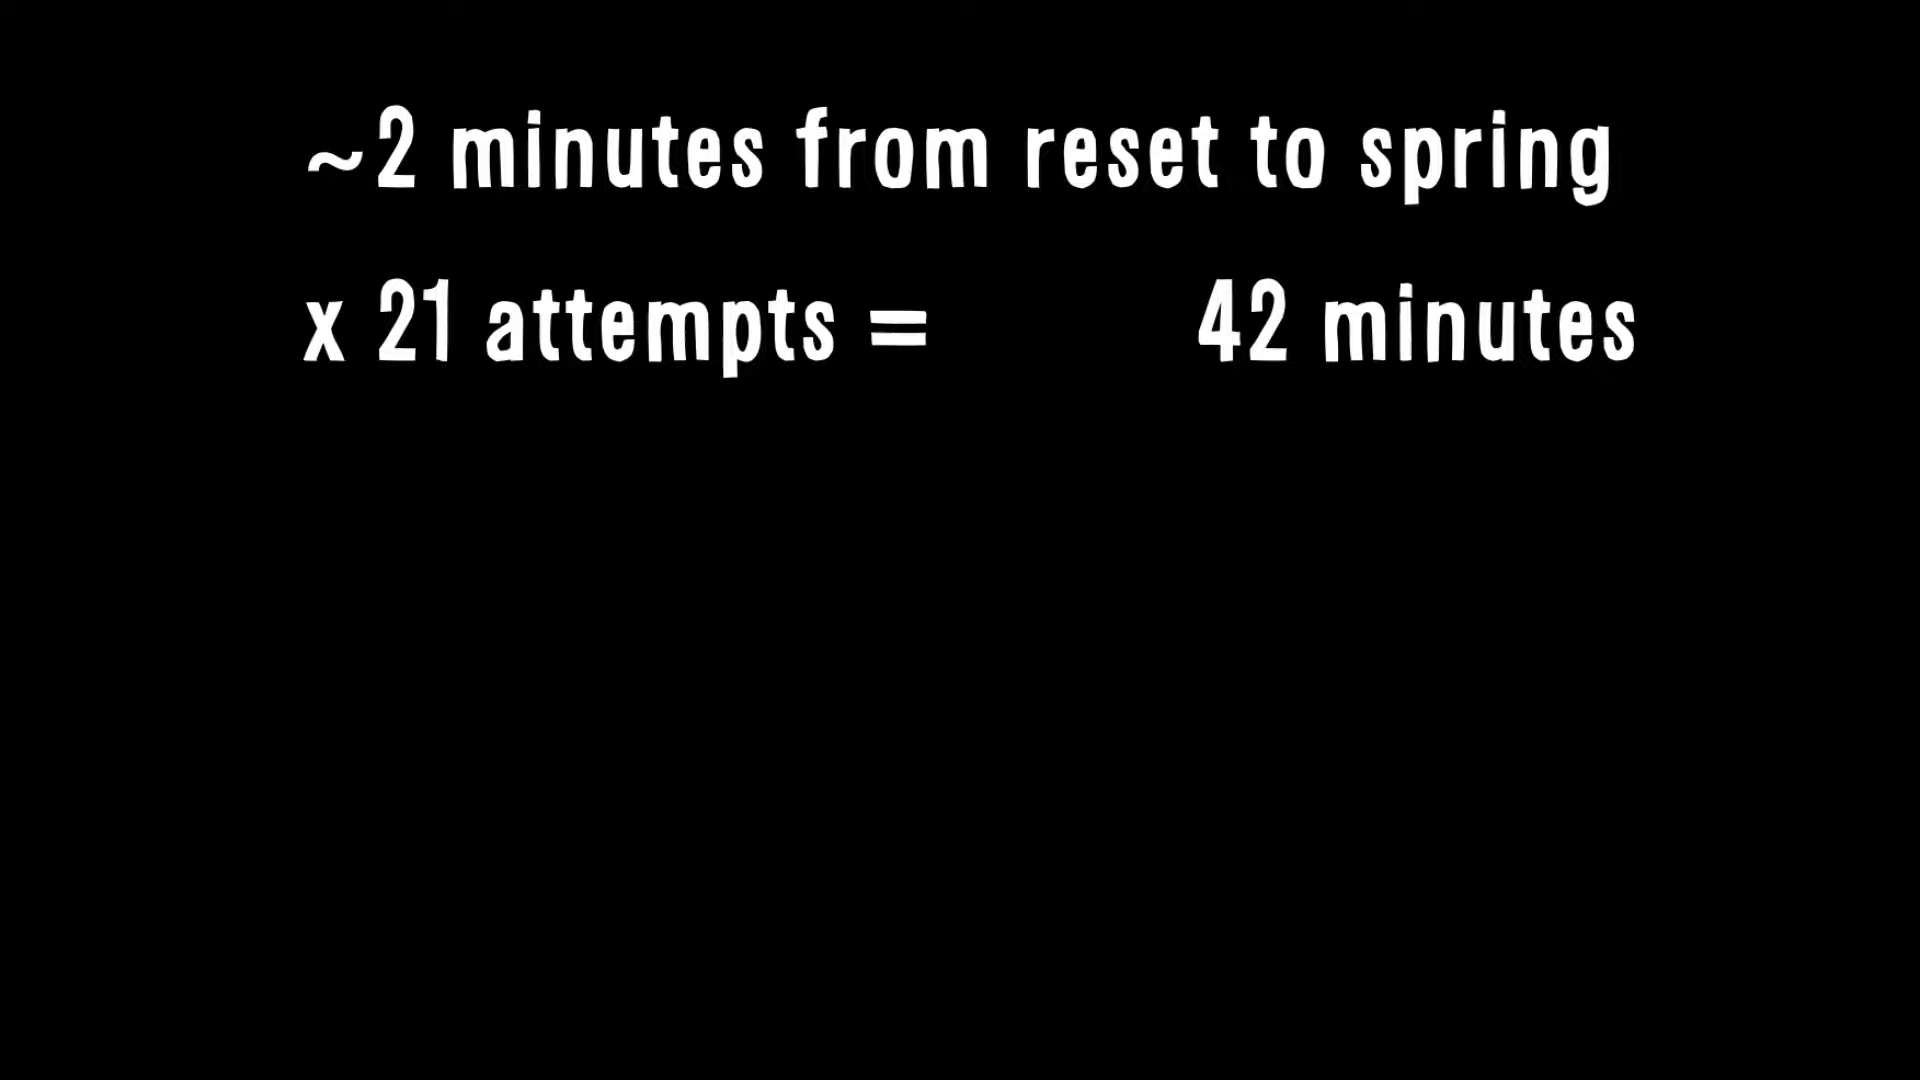 ~2 minutes from reset to spring
x 21 attempts = 42 minutes